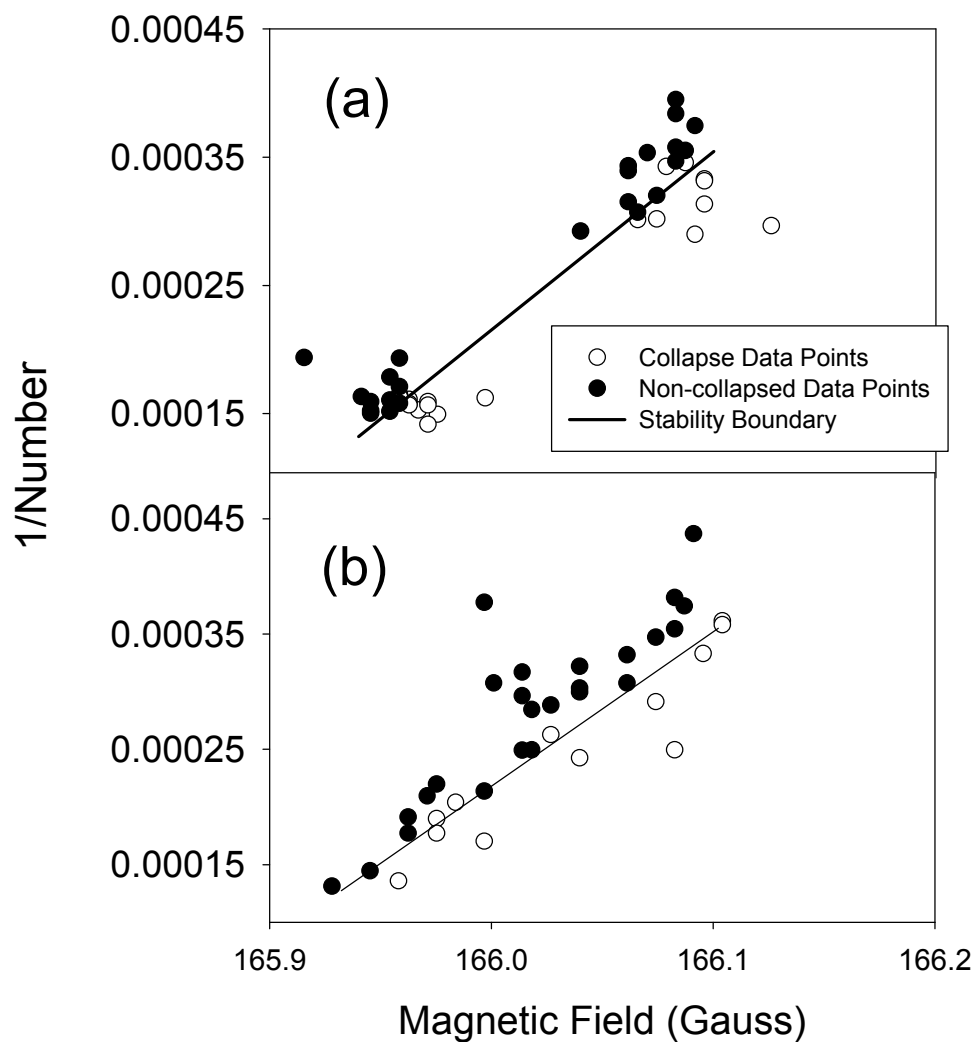 0.00045
(a)
0.00035
0.00025
Collapse Data Points
Non-collapsed Data Points
Stability Boundary
0.00015
1/Number
0.00045
(b)
0.00035
0.00025
0.00015
165.9 166.0 166.1 166.2
Magnetic Field (Gauss)